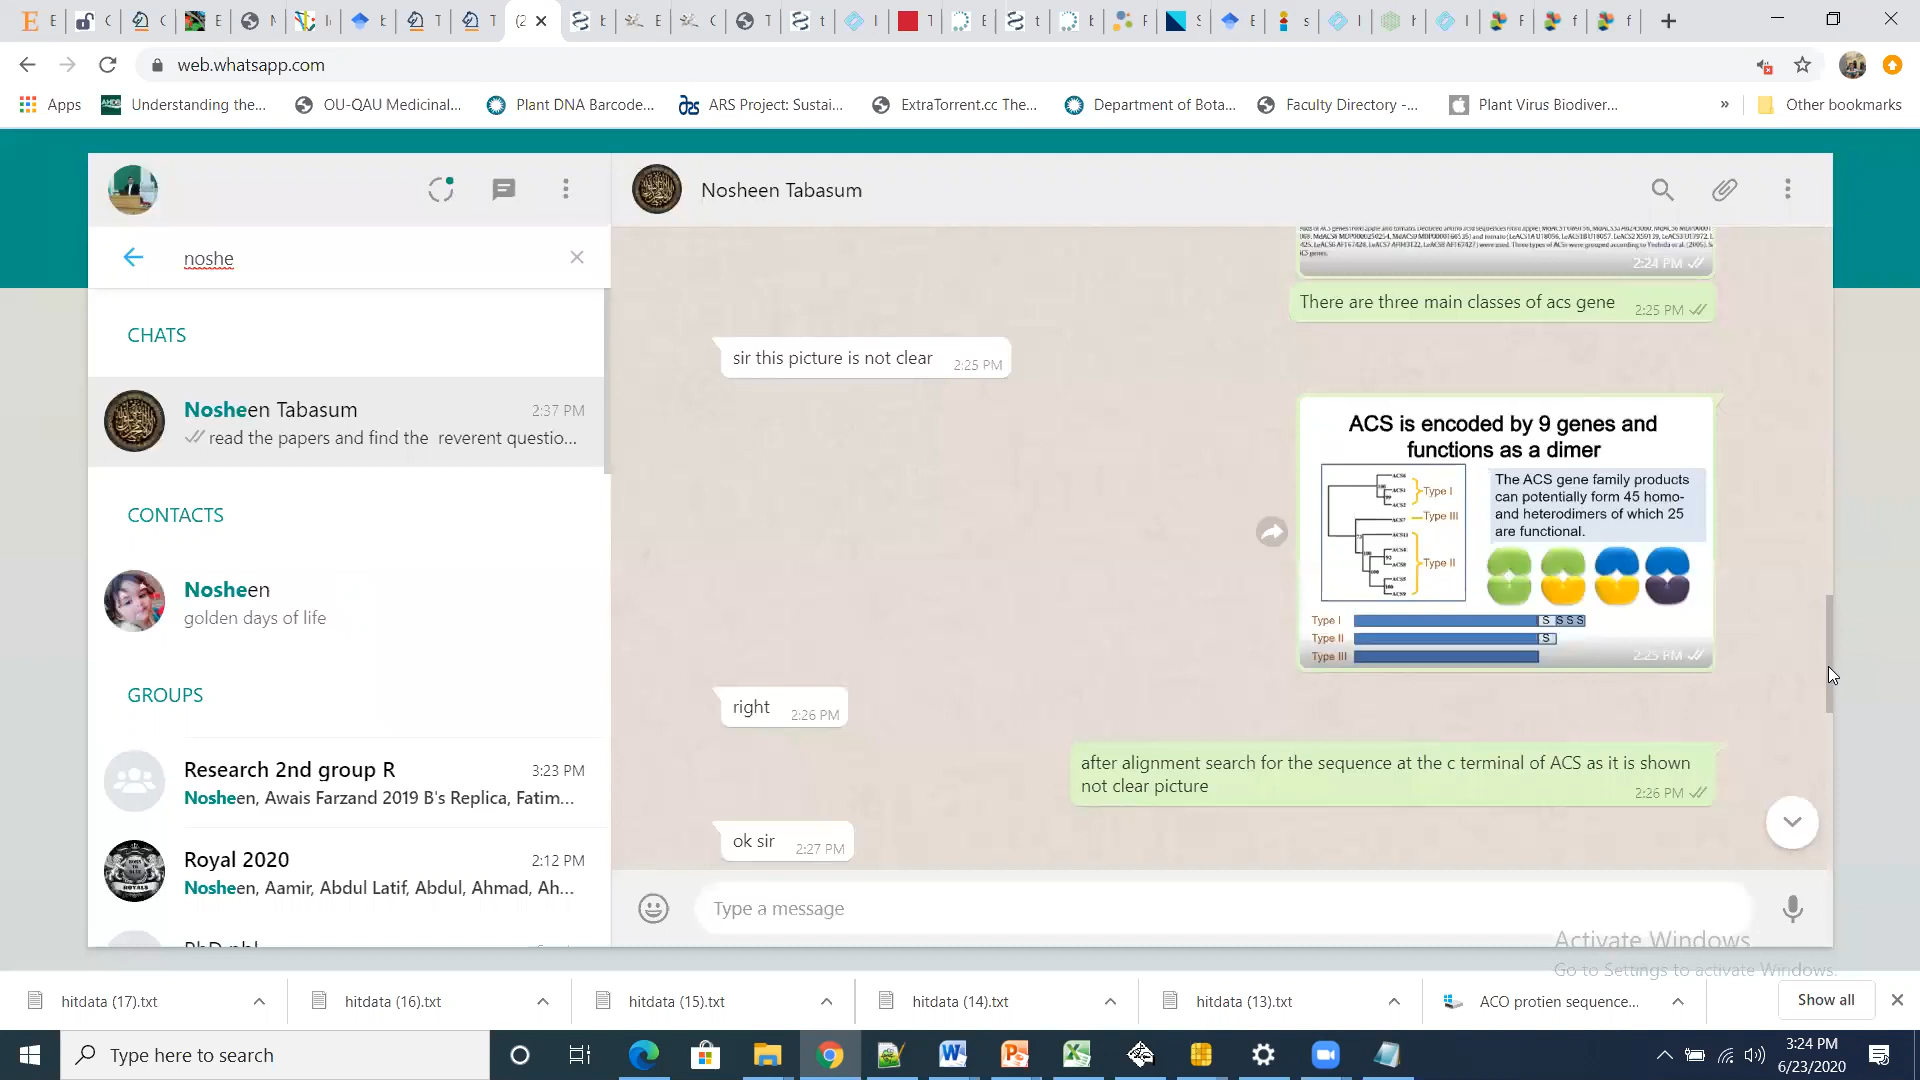 web.whatsapp.com
Apps
Understanding the...
OU-QAU Medicinal...
Plant DNA Barcode...
ARS Project: Sustai...
ExtraTorrent.cc The...
Department of Bota...
Faculty Directory -...
Plant Virus Biodiver...
»
Other bookmarks
noshe
CHATS
Nosheen Tabasum
2:37 PM
read the papers and find the reverent questio...
CONTACTS
Nosheen
golden days of life
GROUPS
Research 2nd group R
3:23 PM
Nosheen, Awais Farzand 2019 B's Replica, Fatim...
Royal 2020
2:12 PM
Nosheen, Aamir, Abdul Latif, Abdul, Ahmad, Ah...
Nosheen Tabasum
2:24 PM
There are three main classes of acs gene
2:25 PM
sir this picture is not clear
2:25 PM
ACS is encoded by 9 genes and
functions as a dimer
The ACS gene family products
can potentially form 45 homo-
and heterodimers of which 25
are functional.
Type I
Type III
Type II
Type I S S S S
Type II S
Type III
2:25 PM
right
2:26 PM
after alignment search for the sequence at the c terminal of ACS as it is shown
not clear picture
2:26 PM
ok sir
2:27 PM
Type a message
Activate Windows
Go to Settings to activate Windows.
hitdata (17).txt
hitdata (16).txt
hitdata (15).txt
hitdata (14).txt
hitdata (13).txt
ACO protien sequence...
Show all
Type here to search
3:24 PM
6/23/2020